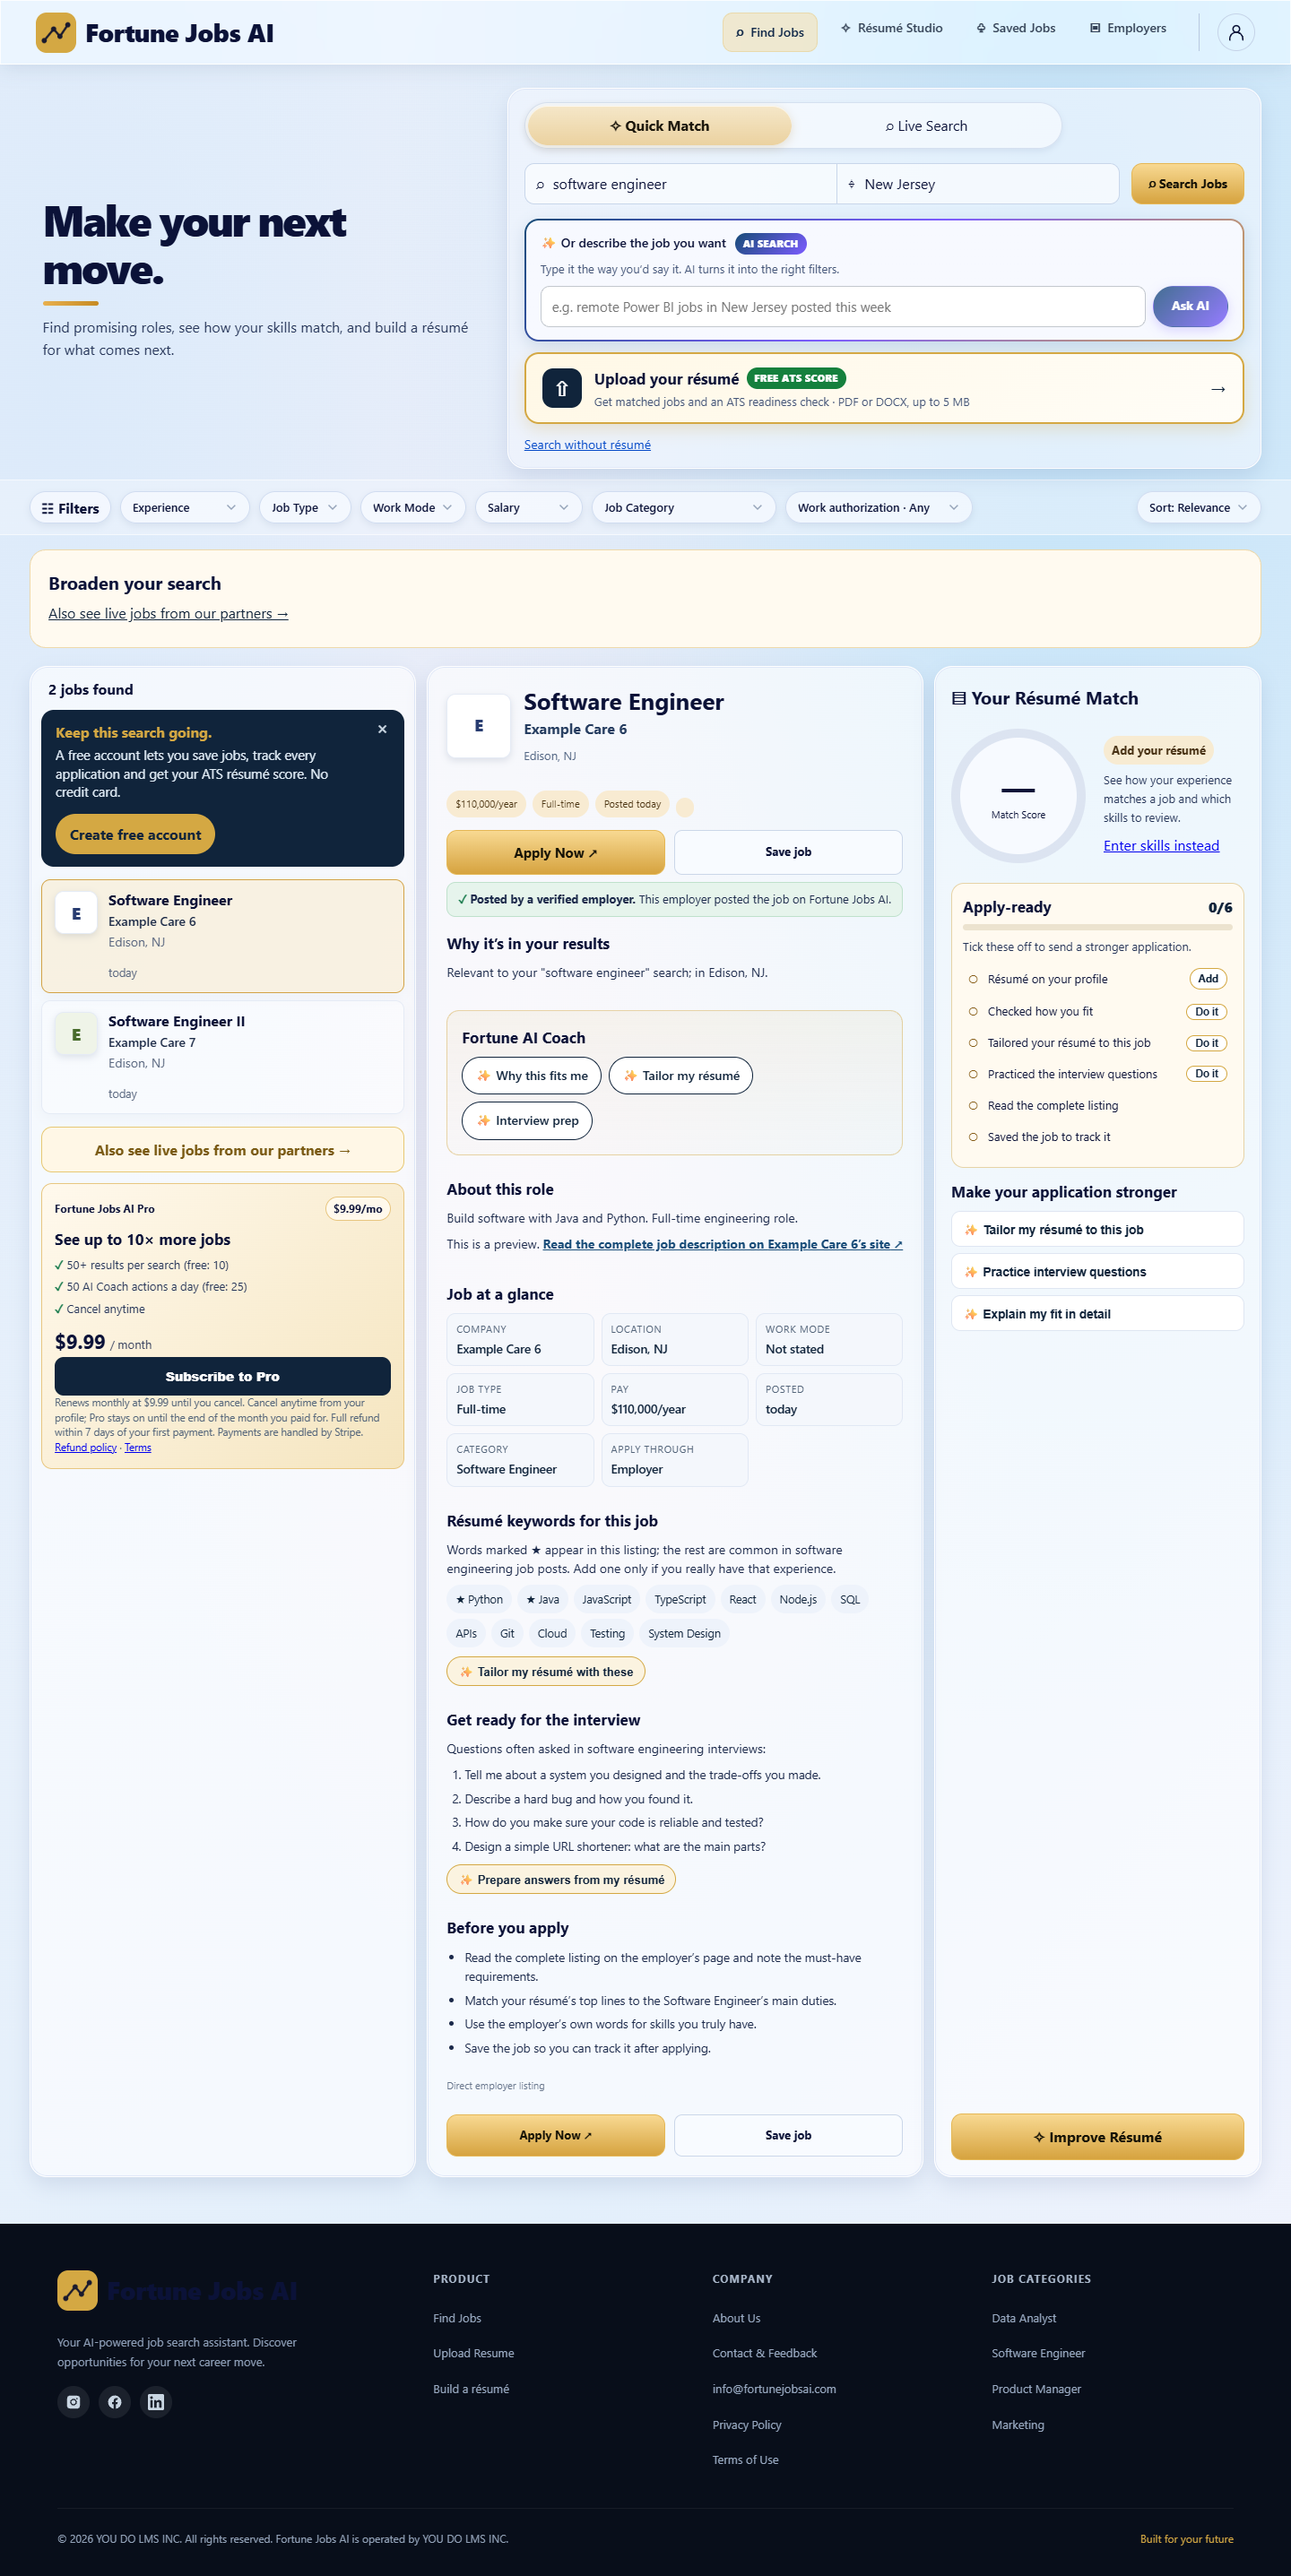 Fortune Jobs AI
Find Jobs
Résumé Studio
Saved Jobs
Employers
Make your next
move.
Find promising roles, see how your skills match, and build a résumé
for what comes next.
Quick Match
Live Search
software engineer
New Jersey
Search Jobs
Or describe the job you want
AI SEARCH
Type it the way you’d say it. AI turns it into the right filters.
e.g. remote Power BI jobs in New Jersey posted this week
Ask AI
Upload your résumé
FREE ATS SCORE
Get matched jobs and an ATS readiness check · PDF or DOCX, up to 5 MB
→
Search without résumé
Filters
Experience
Job Type
Work Mode
Salary
Job Category
Work authorization · Any
Sort: Relevance
Broaden your search
Also see live jobs from our partners →
2 jobs found
Keep this search going.
A free account lets you save jobs, track every
application and get your ATS résumé score. No
credit card.
Create free account
E
Software Engineer
Example Care 6
Edison, NJ
today
E
Software Engineer II
Example Care 7
Edison, NJ
today
Also see live jobs from our partners →
Fortune Jobs AI Pro
$9.99/mo
See up to 10× more jobs
✓ 50+ results per search (free: 10)
✓ 50 AI Coach actions a day (free: 25)
✓ Cancel anytime
$9.99 / month
Subscribe to Pro
Renews monthly at $9.99 until you cancel. Cancel anytime from your
profile; Pro stays on until the end of the month you paid for. Full refund
within 7 days of your first payment. Payments are handled by Stripe.
Refund policy · Terms
E
Software Engineer
Example Care 6
Edison, NJ
$110,000/year
Full-time
Posted today
Apply Now ↗
Save job
✓ Posted by a verified employer. This employer posted the job on Fortune Jobs AI.
Why it’s in your results
Relevant to your "software engineer" search; in Edison, NJ.
Fortune AI Coach
Why this fits me
Tailor my résumé
Interview prep
About this role
Build software with Java and Python. Full-time engineering role.
This is a preview. Read the complete job description on Example Care 6’s site ↗
Job at a glance
COMPANY
Example Care 6
LOCATION
Edison, NJ
WORK MODE
Not stated
JOB TYPE
Full-time
PAY
$110,000/year
POSTED
today
CATEGORY
Software Engineer
APPLY THROUGH
Employer
Résumé keywords for this job
Words marked ★ appear in this listing; the rest are common in software
engineering job posts. Add one only if you really have that experience.
★ Python
★ Java
JavaScript
TypeScript
React
Node.js
SQL
APIs
Git
Cloud
Testing
System Design
Tailor my résumé with these
Get ready for the interview
Questions often asked in software engineering interviews:
1. Tell me about a system you designed and the trade-offs you made.
2. Describe a hard bug and how you found it.
3. How do you make sure your code is reliable and tested?
4. Design a simple URL shortener: what are the main parts?
Prepare answers from my résumé
Before you apply
• Read the complete listing on the employer’s page and note the must-have
requirements.
• Match your résumé’s top lines to the Software Engineer’s main duties.
• Use the employer’s own words for skills you truly have.
• Save the job so you can track it after applying.
Direct employer listing
Apply Now ↗
Save job
Your Résumé Match
—
Match Score
Add your résumé
See how your experience
matches a job and which
skills to review.
Enter skills instead
Apply-ready
0/6
Tick these off to send a stronger application.
Résumé on your profile
Add
Checked how you fit
Do it
Tailored your résumé to this job
Do it
Practiced the interview questions
Do it
Read the complete listing
Saved the job to track it
Make your application stronger
Tailor my résumé to this job
Practice interview questions
Explain my fit in detail
Improve Résumé
Fortune Jobs AI
Your AI-powered job search assistant. Discover
opportunities for your next career move.
PRODUCT
Find Jobs
Upload Resume
Build a résumé
COMPANY
About Us
Contact & Feedback
info@fortunejobsai.com
Privacy Policy
Terms of Use
JOB CATEGORIES
Data Analyst
Software Engineer
Product Manager
Marketing
© 2026 YOU DO LMS INC. All rights reserved. Fortune Jobs AI is operated by YOU DO LMS INC.
Built for your future